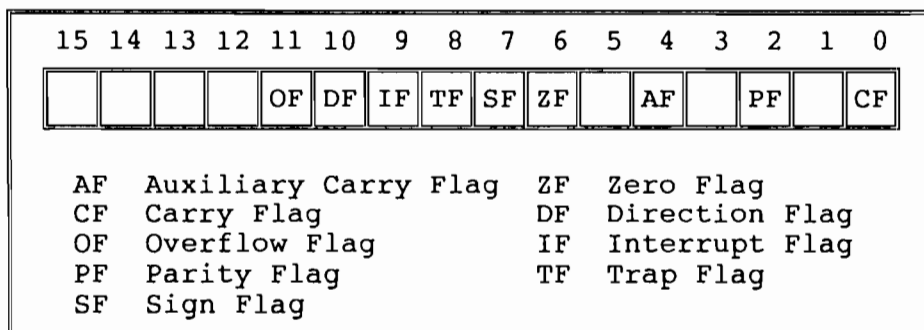 15 14 13 12 11 10 9 8 7 6 5 4 3 2 1 0
OF DF IF TF SF ZF AF PF CF
AF Auxiliary Carry Flag ZF Zero Flag
CF Carry Flag DF Direction Flag
OF Overflow Flag IF Interrupt Flag
PF Parity Flag TF Trap Flag
SF Sign Flag